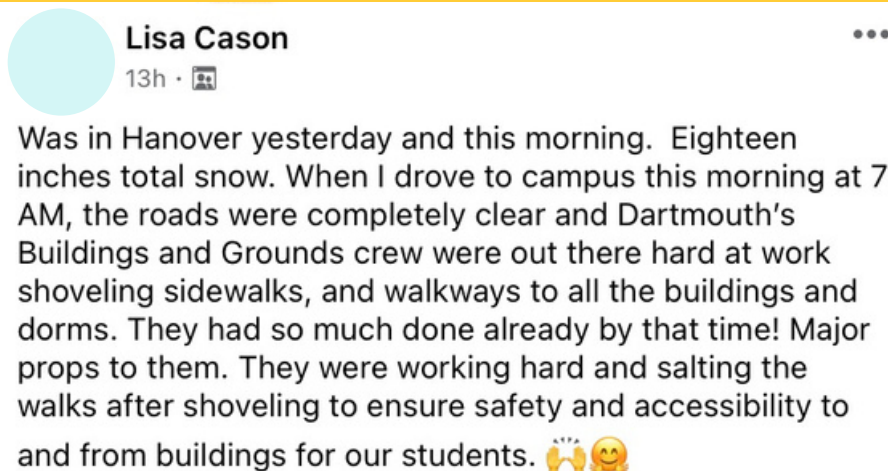 Lisa Cason
13h ·
Was in Hanover yesterday and this morning.  Eighteen
inches total snow. When I drove to campus this morning at 7
AM, the roads were completely clear and Dartmouth’s
Buildings and Grounds crew were out there hard at work
shoveling sidewalks, and walkways to all the buildings and
dorms. They had so much done already by that time! Major
props to them. They were working hard and salting the
walks after shoveling to ensure safety and accessibility to
and from buildings for our students. 🙌🤗